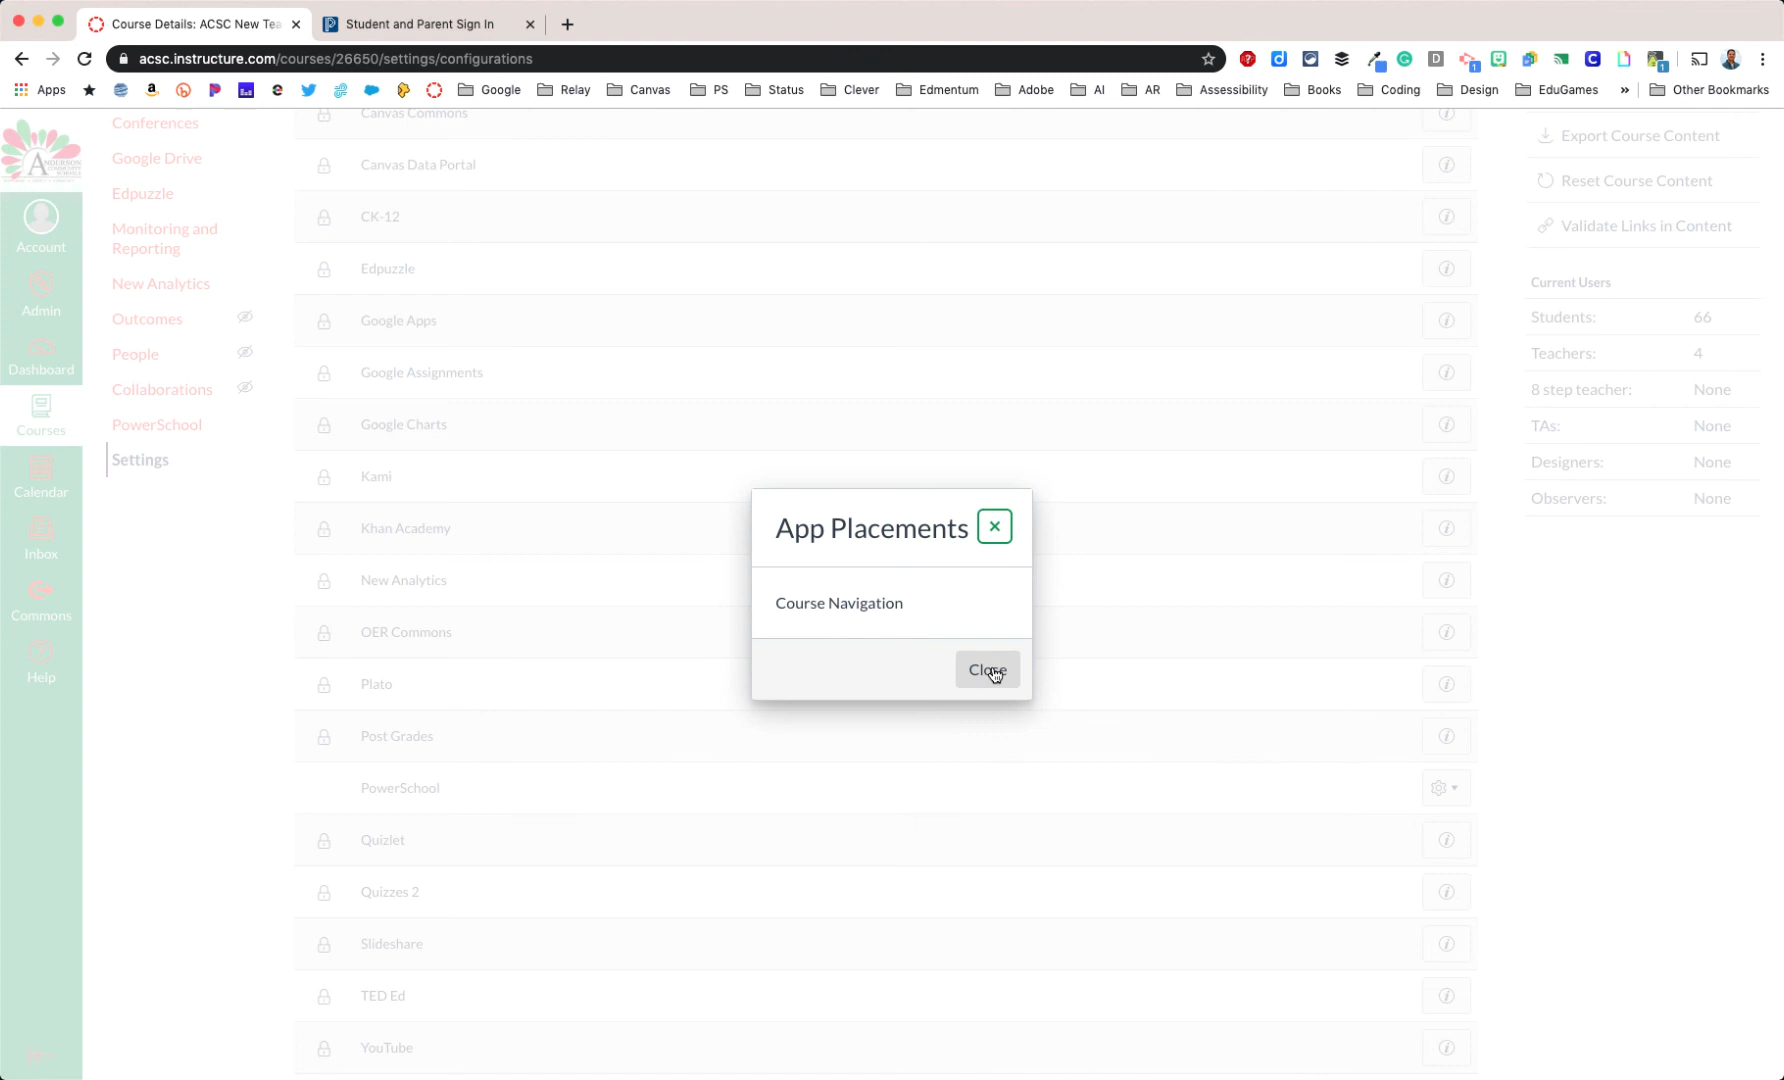 Course Details: ACSC New Tea
Student and Parent Sign In
acsc.instructure.com/courses/26650/settings/configurations
Apps
Google
Relay
Canvas
PS
Status
Clever
Edmentum
Adobe
AI
AR
Assessibility
Books
Coding
Design
EduGames
»
Other Bookmarks
Account
Admin
Dashboard
Courses
Calendar
Inbox
Commons
Help
Conferences
Google Drive
Edpuzzle
Monitoring and
Reporting
New Analytics
Outcomes
People
Collaborations
PowerSchool
Settings
Canvas Commons
Canvas Data Portal
CK-12
Edpuzzle
Google Apps
Google Assignments
Google Charts
Kami
Khan Academy
New Analytics
OER Commons
Plato
Post Grades
PowerSchool
Quizlet
Quizzes 2
Slideshare
TED Ed
YouTube
App Placements
Course Navigation
Close
Export Course Content
Reset Course Content
Validate Links in Content
Current Users
Students: 66
Teachers: 4
8 step teacher: None
TAs: None
Designers: None
Observers: None